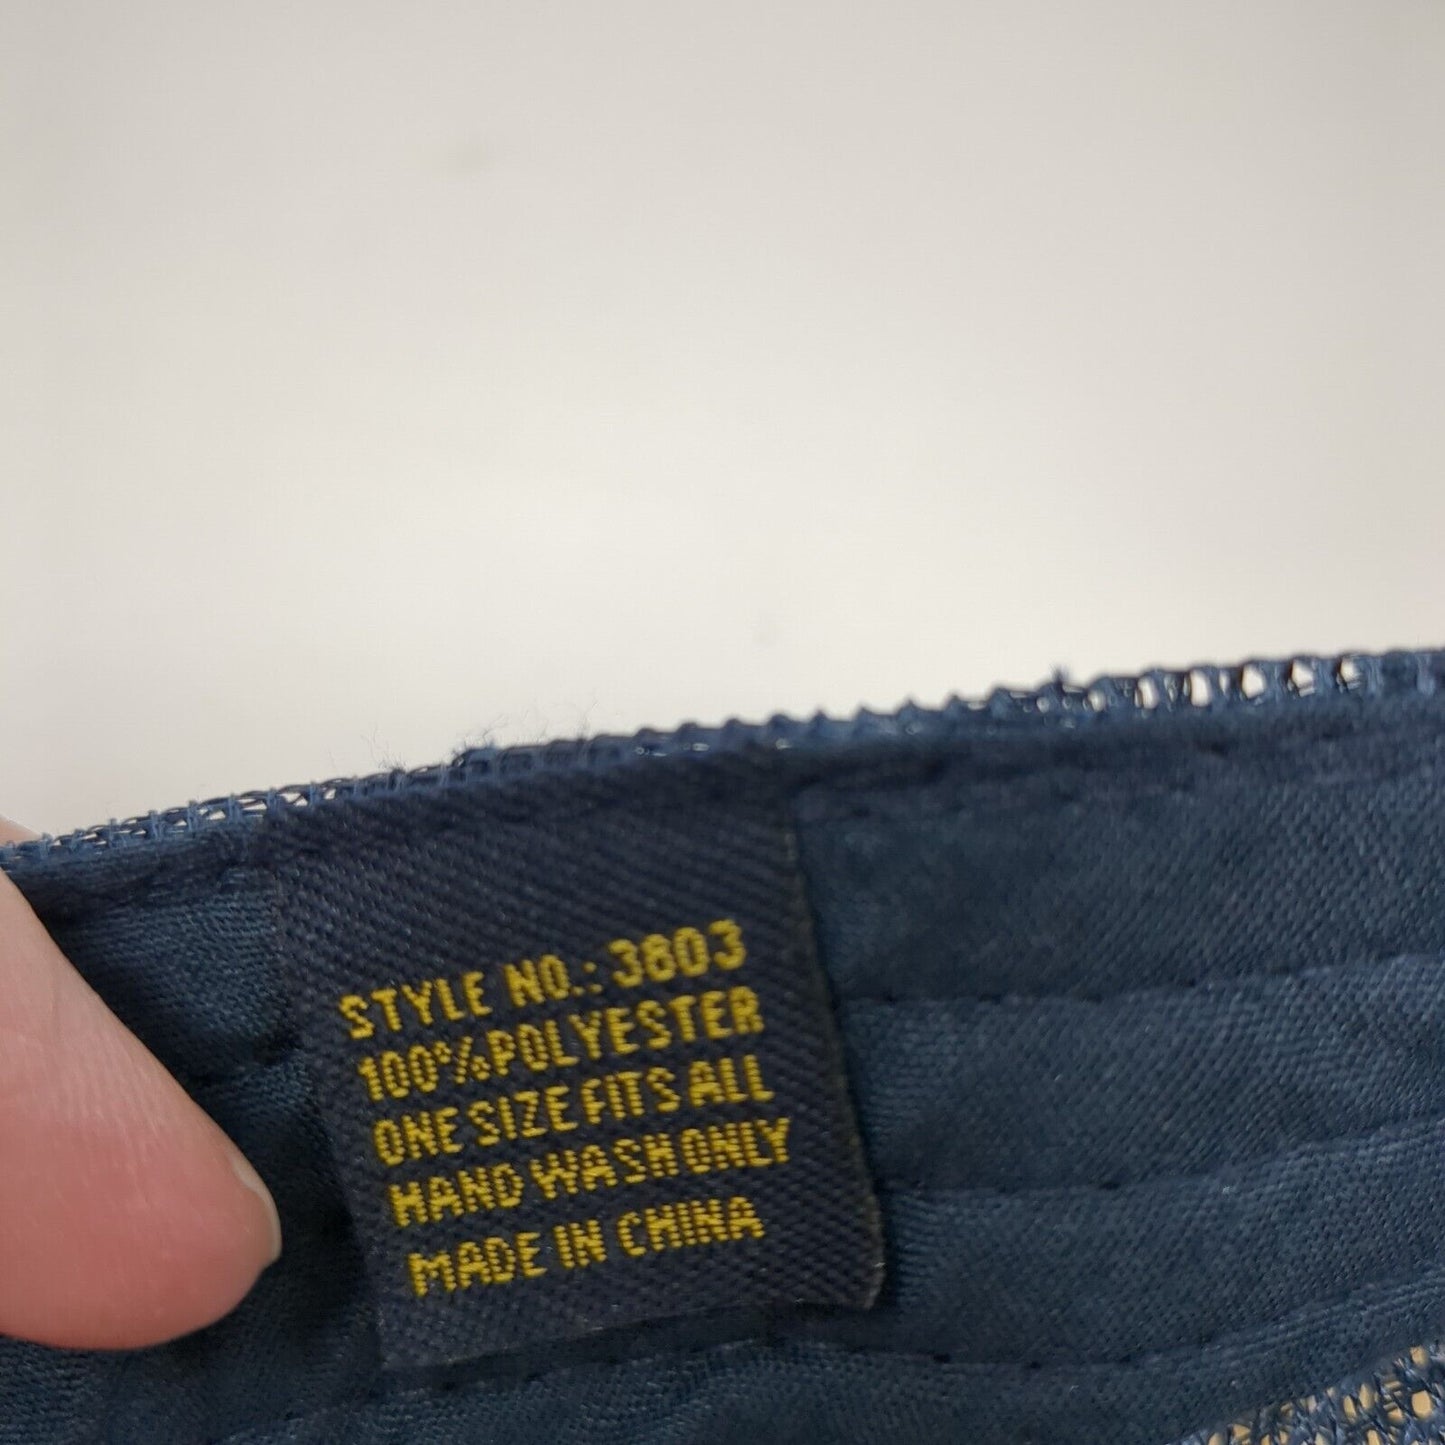 STYLE NO.: 3803
100%POLYESTER
ONE SIZE FITS ALL
HAND WASH ONLY
MADE IN CHINA